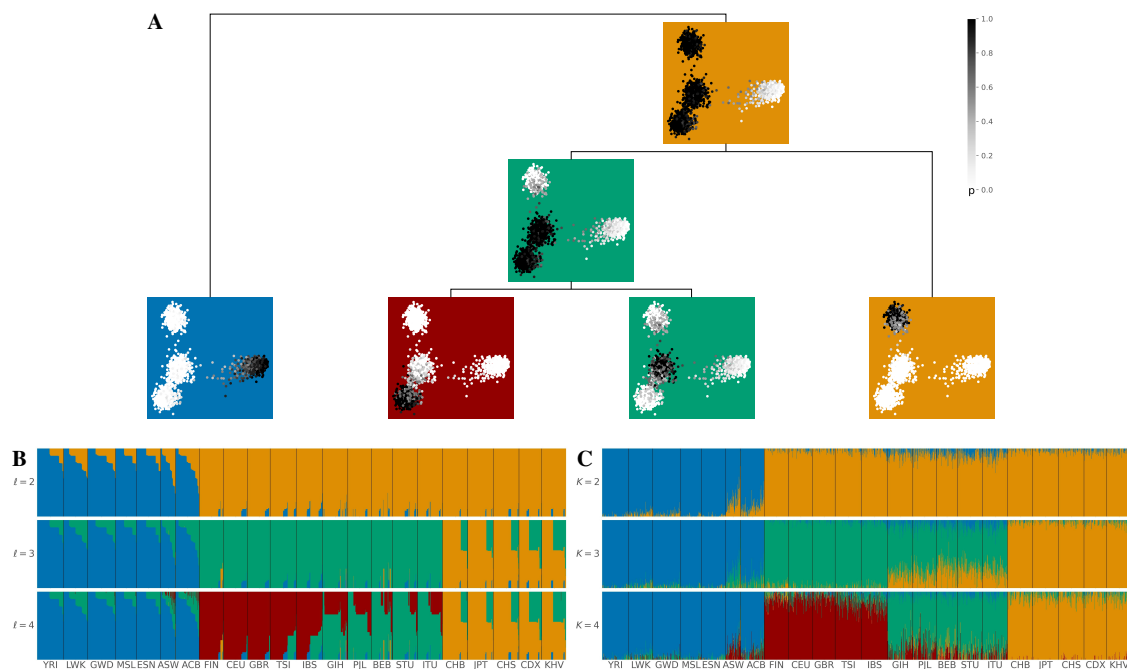 A
1.0
0.8
0.6
0.4
0.2
p 0.0
B
ℓ = 2
ℓ = 3
ℓ = 4
YRI LWK GWD MSL ESN ASW ACB FIN CEU GBR TSI IBS GIH PJL BEB STU ITU CHB JPT CHS CDX KHV
C
K = 2
K = 3
K = 4
YRI LWK GWD MSL ESN ASW ACB FIN CEU GBR TSI IBS GIH PJL BEB STU ITU CHB JPT CHS CDX KHV